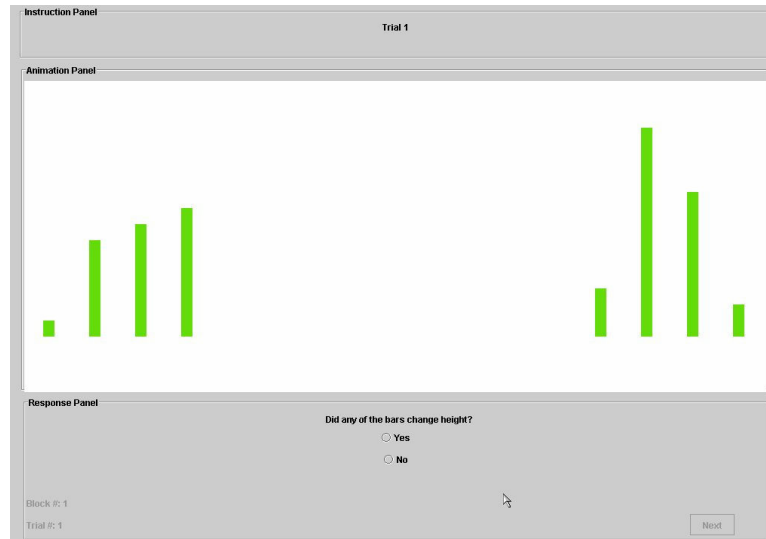 Instruction Panel
Trial 1
Animation Panel
Response Panel
Did any of the bars change height?
Yes
No
Block #: 1
Trial #: 1
Next